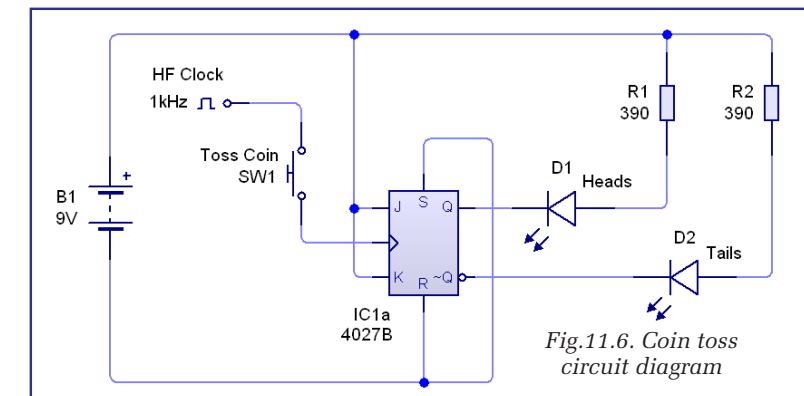 HF Clock
1kHz
Toss Coin
SW1
B1
9V
+
J
S
Q
K
R
~Q
IC1a
4027B
D1
Heads
D2
Tails
R1
390
R2
390
Fig.11.6. Coin toss
circuit diagram